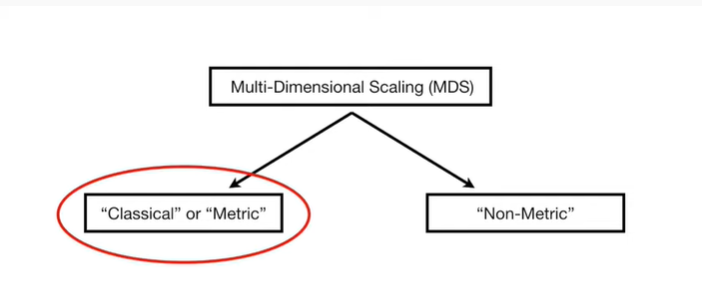 Multi-Dimensional Scaling (MDS)
“Classical” or “Metric”
“Non-Metric”